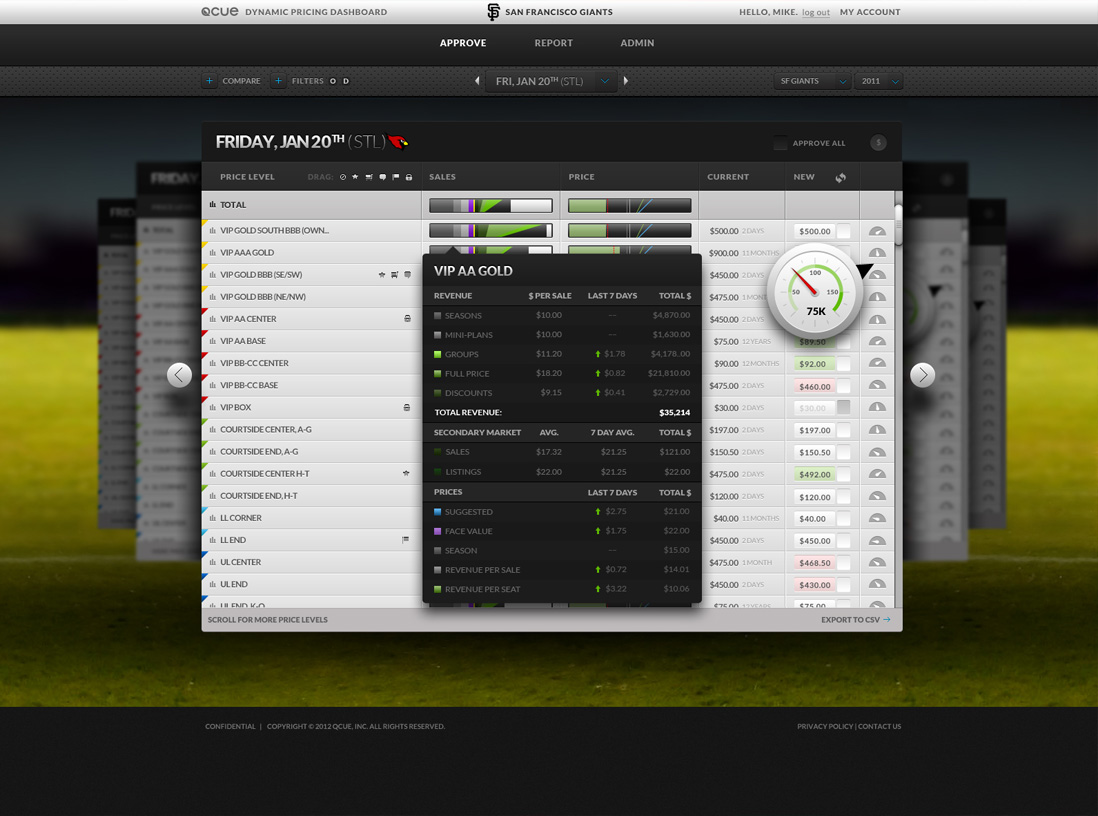 QCUE DYNAMIC PRICING DASHBOARD
SAN FRANCISCO GIANTS
HELLO, MIKE. log out MY ACCOUNT
APPROVE REPORT ADMIN
+ COMPARE + FILTERS O D
FRI, JAN 20TH (STL)
SF GIANTS 2011
FRIDAY, JAN 20TH (STL)
APPROVE ALL $
PRICE LEVEL DRAG: SALES PRICE CURRENT NEW
TOTAL
VIP GOLD SOUTH BBB (OWN... $500.00 2 DAYS $500.00
VIP AAA GOLD $900.00 11 MONTHS
VIP GOLD BBB (SE/SW) $450.00 2 DAYS
VIP GOLD BBB (NE/NW) $475.00 1 MON
VIP AA CENTER $450.00 2 DAYS
VIP AA BASE $75.00 12 YEARS $89.50
VIP BB-CC CENTER $90.00 12 MONTHS $92.00
VIP BB-CC BASE $475.00 2 DAYS $460.00
VIP BOX $30.00 2 DAYS $30.00
COURTSIDE CENTER, A-G $197.00 2 DAYS $197.00
COURTSIDE END, A-G $150.50 2 DAYS $150.50
COURTSIDE CENTER H-T $475.00 2 DAYS $492.00
COURTSIDE END, H-T $120.00 2 DAYS $120.00
LL CORNER $40.00 11 MONTHS $40.00
LL END $450.00 2 DAYS $450.00
UL CENTER $475.00 1 MONTH $468.50
UL END $450.00 2 DAYS $430.00
UL END, K-O $75.00 12 YEARS $75.00
50 100 150
75K
VIP AA GOLD
REVENUE $ PER SALE LAST 7 DAYS TOTAL $
SEASONS $10.00 -- $4,870.00
MINI-PLANS $10.00 -- $1,630.00
GROUPS $11.20 $1.78 $4,178.00
FULL PRICE $18.20 $0.82 $21,810.00
DISCOUNTS $9.15 $0.41 $2,729.00
TOTAL REVENUE: $35,214
SECONDARY MARKET AVG. 7 DAY AVG. TOTAL $
SALES $17.32 $21.25 $121.00
LISTINGS $22.00 $21.25 $22.00
PRICES LAST 7 DAYS TOTAL $
SUGGESTED $2.75 $21.00
FACE VALUE $1.75 $22.00
SEASON -- $15.00
REVENUE PER SALE $0.72 $14.01
REVENUE PER SEAT $3.22 $10.06
SCROLL FOR MORE PRICE LEVELS
EXPORT TO CSV →
CONFIDENTIAL | COPYRIGHT © 2012 QCUE, INC. ALL RIGHTS RESERVED.
PRIVACY POLICY | CONTACT US